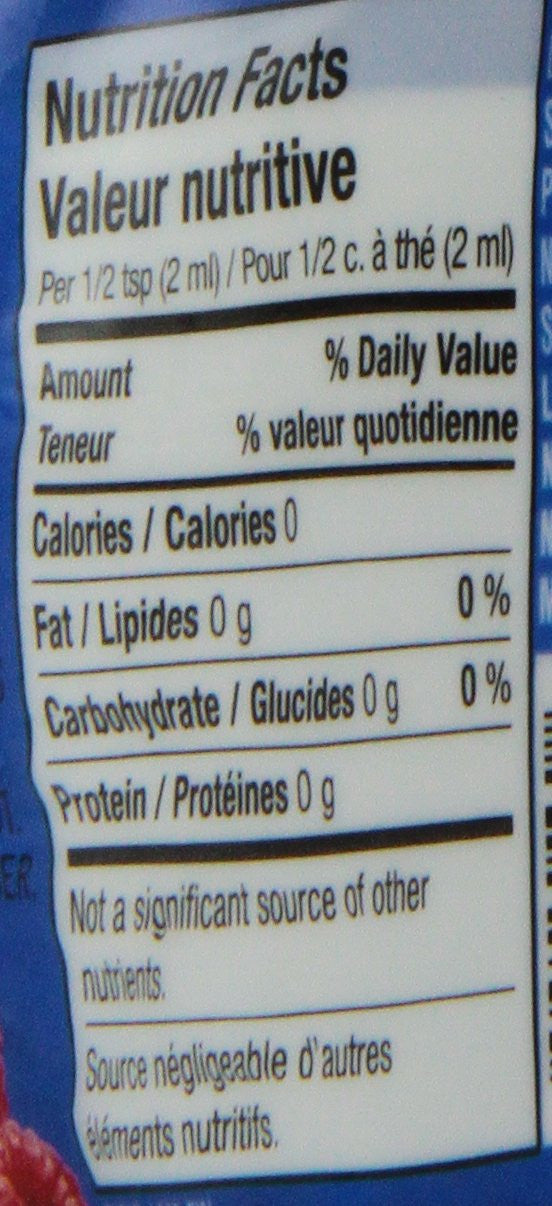 Nutrition Facts
Valeur nutritive
Per 1/2 tsp (2 ml) / Pour 1/2 c. à thé (2 ml)
Amount % Daily Value
Teneur % valeur quotidienne
Calories / Calories 0
Fat / Lipides 0 g 0 %
Carbohydrate / Glucides 0 g 0 %
Protein / Protéines 0 g
Not a significant source of other
nutrients.
Source négligeable d'autres
éléments nutritifs.